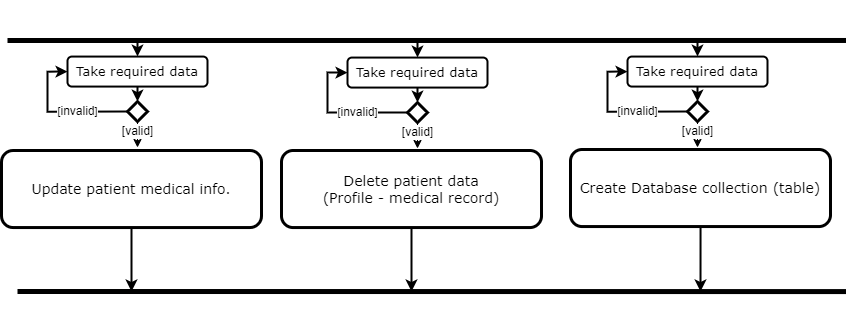 Take required data
Take required data
Take required data
[invalid]
[invalid]
[invalid]
[valid]
[valid]
[valid]
Update patient medical info.
Delete patient data
(Profile - medical record)
Create Database collection (table)